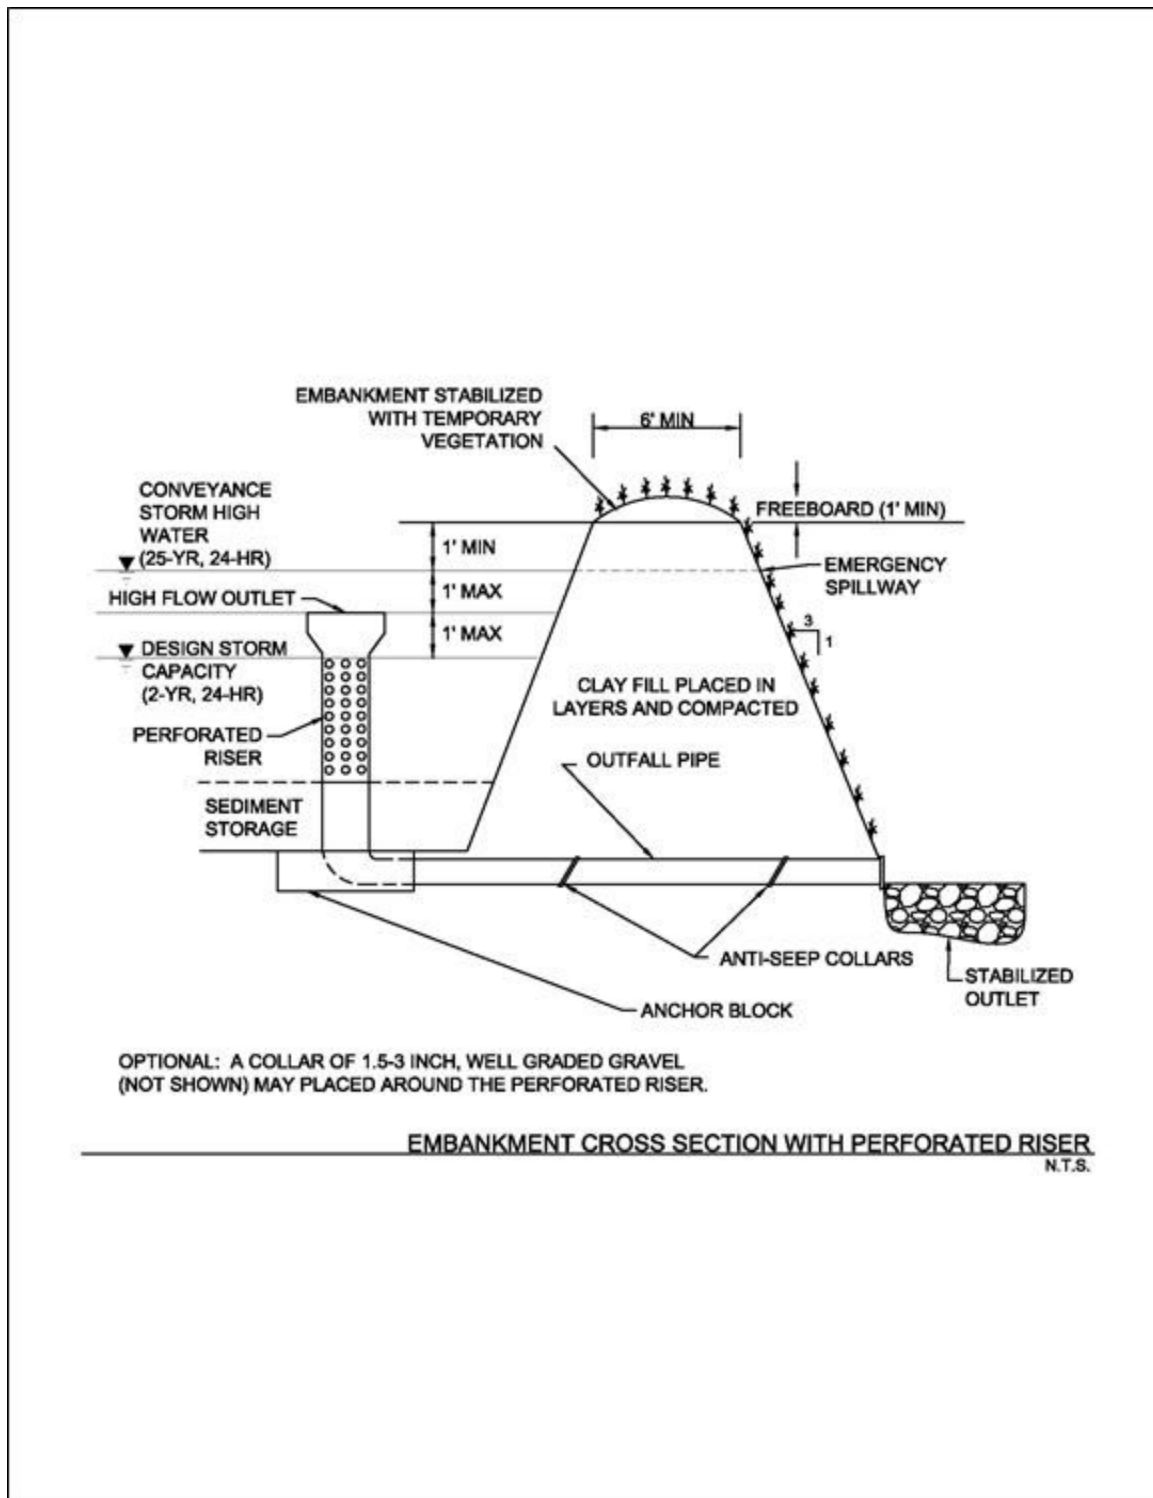 EMBANKMENT STABILIZED
WITH TEMPORARY
VEGETATION
6' MIN
CONVEYANCE
STORM HIGH
WATER
(25-YR, 24-HR)
FREEBOARD (1' MIN)
1' MIN
EMERGENCY
SPILLWAY
1' MAX
HIGH FLOW OUTLET
1' MAX
3
1
DESIGN STORM
CAPACITY
(2-YR, 24-HR)
CLAY FILL PLACED IN
LAYERS AND COMPACTED
PERFORATED
RISER
OUTFALL PIPE
SEDIMENT
STORAGE
ANTI-SEEP COLLARS
STABILIZED
OUTLET
ANCHOR BLOCK
OPTIONAL: A COLLAR OF 1.5-3 INCH, WELL GRADED GRAVEL
(NOT SHOWN) MAY PLACED AROUND THE PERFORATED RISER.
EMBANKMENT CROSS SECTION WITH PERFORATED RISER
N.T.S.